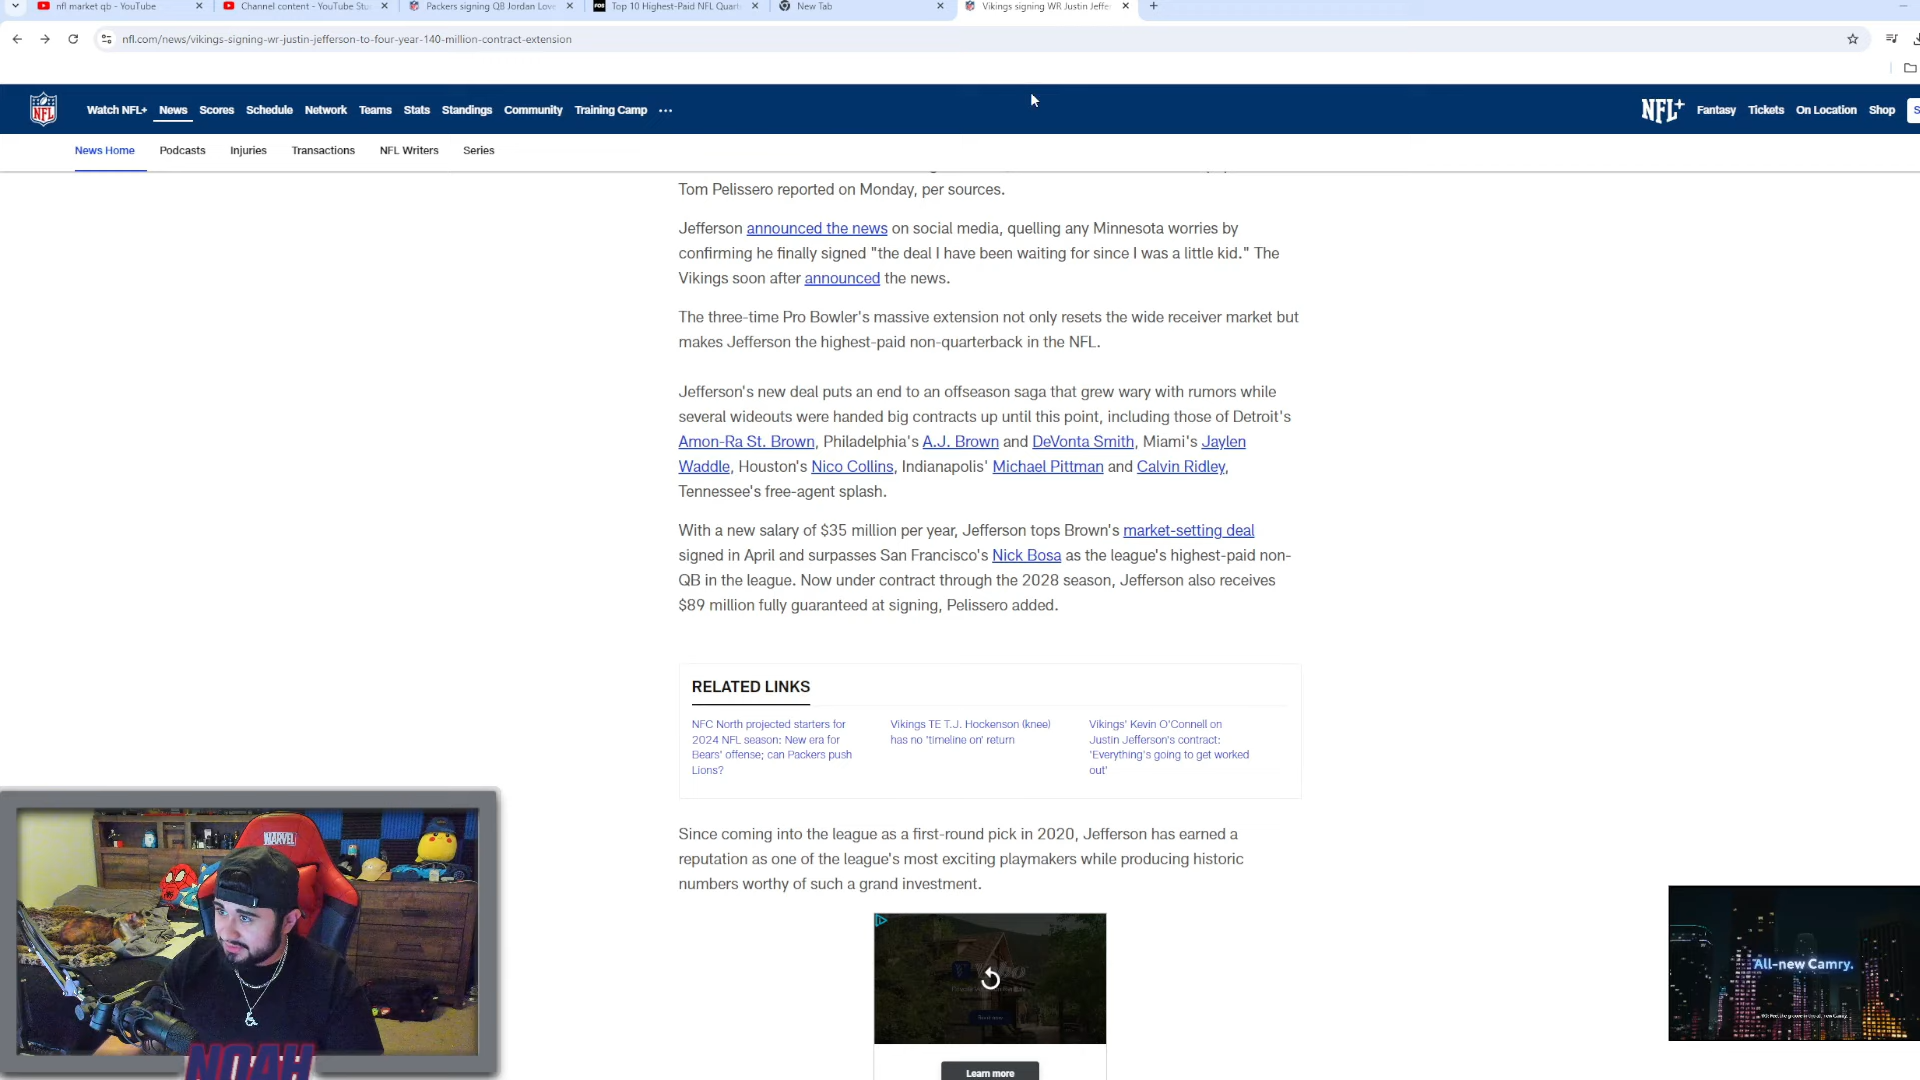 nfl market qb - YouTube
Channel content - YouTube Stu
Packers signing QB Jordan Love
Top 10 Highest-Paid NFL Quart
New Tab
Vikings signing WR Justin Jeffer
nfl.com/news/vikings-signing-wr-justin-jefferson-to-four-year-140-million-contract-extension
NFL Watch NFL+ News Scores Schedule Network Teams Stats Standings Community Training Camp ... NFL+ Fantasy Tickets On Location Shop S
News Home Podcasts Injuries Transactions NFL Writers Series
Tom Pelissero reported on Monday, per sources.
Jefferson announced the news on social media, quelling any Minnesota worries by
confirming he finally signed "the deal I have been waiting for since I was a little kid." The
Vikings soon after announced the news.
The three-time Pro Bowler's massive extension not only resets the wide receiver market but
makes Jefferson the highest-paid non-quarterback in the NFL.
Jefferson's new deal puts an end to an offseason saga that grew wary with rumors while
several wideouts were handed big contracts up until this point, including those of Detroit's
Amon-Ra St. Brown, Philadelphia's A.J. Brown and DeVonta Smith, Miami's Jaylen
Waddle, Houston's Nico Collins, Indianapolis' Michael Pittman and Calvin Ridley,
Tennessee's free-agent splash.
With a new salary of $35 million per year, Jefferson tops Brown's market-setting deal
signed in April and surpasses San Francisco's Nick Bosa as the league's highest-paid non-
QB in the league. Now under contract through the 2028 season, Jefferson also receives
$89 million fully guaranteed at signing, Pelissero added.
RELATED LINKS
NFC North projected starters for
2024 NFL season: New era for
Bears' offense; can Packers push
Lions?
Vikings TE T.J. Hockenson (knee)
has no 'timeline on' return
Vikings' Kevin O'Connell on
Justin Jefferson's contract:
'Everything's going to get worked
out'
Since coming into the league as a first-round pick in 2020, Jefferson has earned a
reputation as one of the league's most exciting playmakers while producing historic
numbers worthy of such a grand investment.
Learn more
MARVEL
NOAH
All-new Camry.